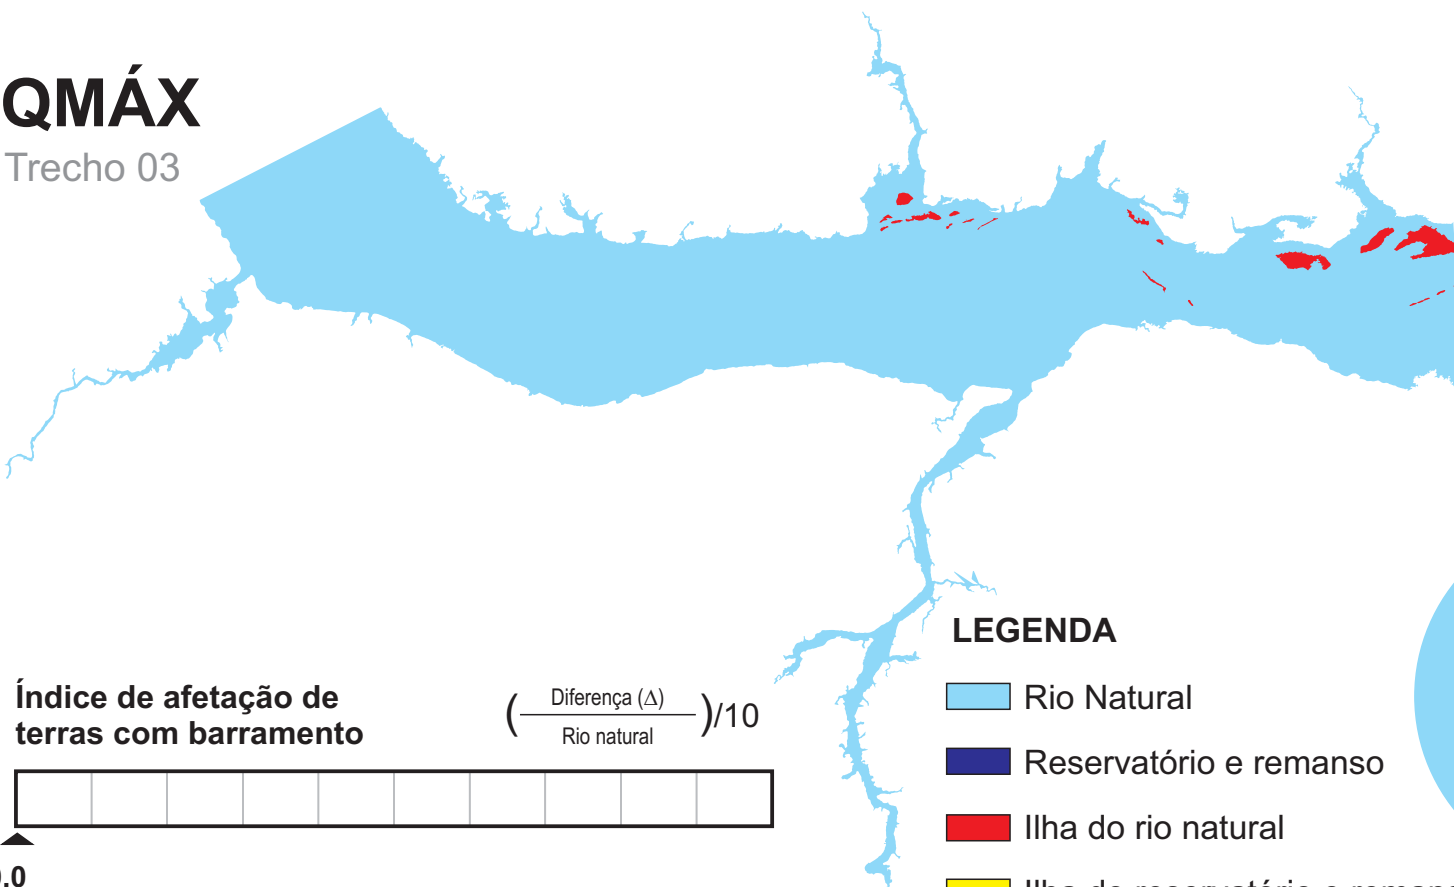 QMÁX
Trecho 03
Índice de afetação de
terras com barramento
( Diferença (Δ)
Rio natural )/10
.0
LEGENDA
Rio Natural
Reservatório e remanso
Ilha do rio natural